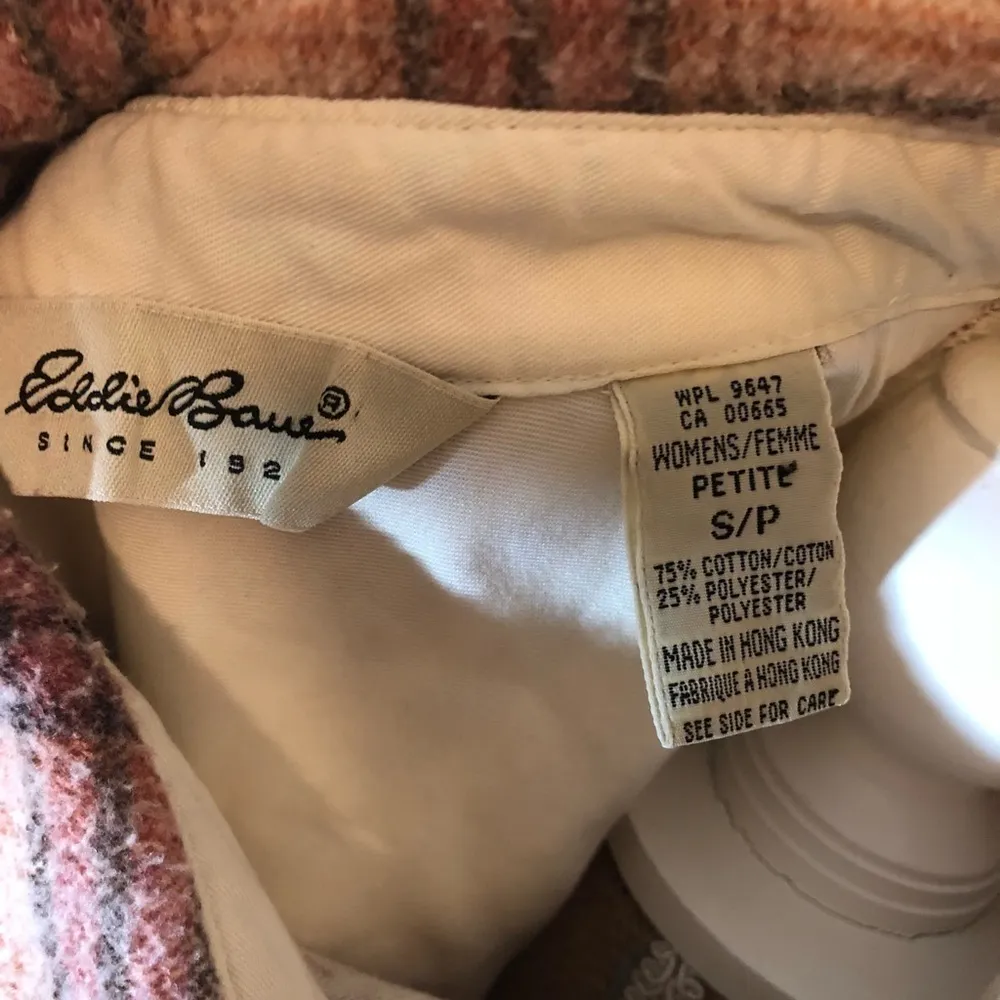 Eddie Baue ®
SINCE 192
WPL 9647
CA 00665
WOMENS/FEMME
PETITE
S/P
75% COTTON/COTON
25% POLYESTER/
POLYESTER
MADE IN HONG KONG
FABRIQUE A HONG KONG
SEE SIDE FOR CARE